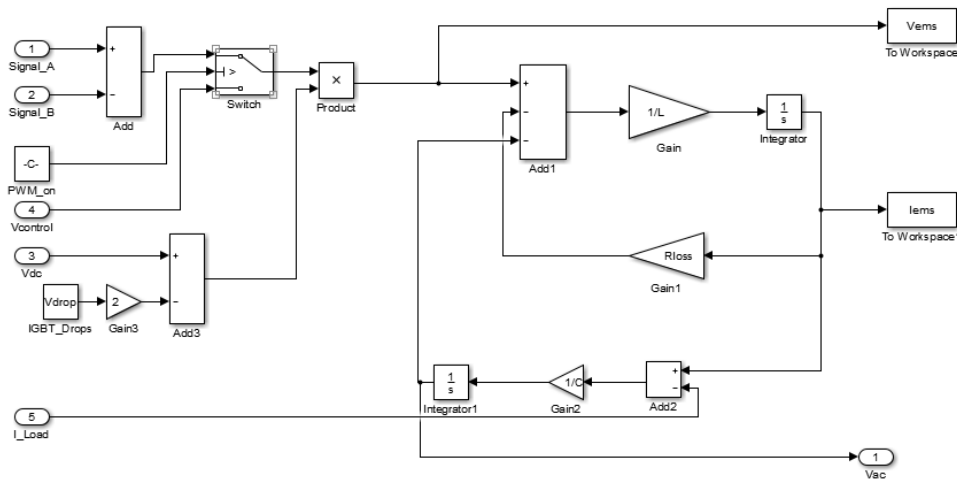 Vems
To Workspace
1
Signal_A
+
2
Signal_B
−
Add
>
Switch
×
Product
+
−
−
Add1
1/L
Gain
1
s
Integrator
-C-
PWM_on
4
Vcontrol
Iems
To Workspace1
3
Vdc
+
−
Add3
Vdrop
IGBT_Drops
2
Gain3
Rloss
Gain1
1
s
Integrator1
1/C
Gain2
+
−
Add2
5
I_Load
1
Vac